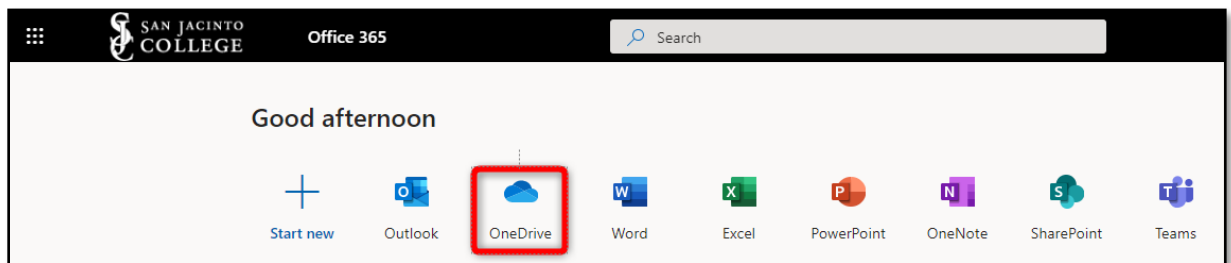 SAN JACINTO
COLLEGE
Office 365
Search
Good afternoon
Start new
Outlook
OneDrive
Word
Excel
PowerPoint
OneNote
SharePoint
Teams